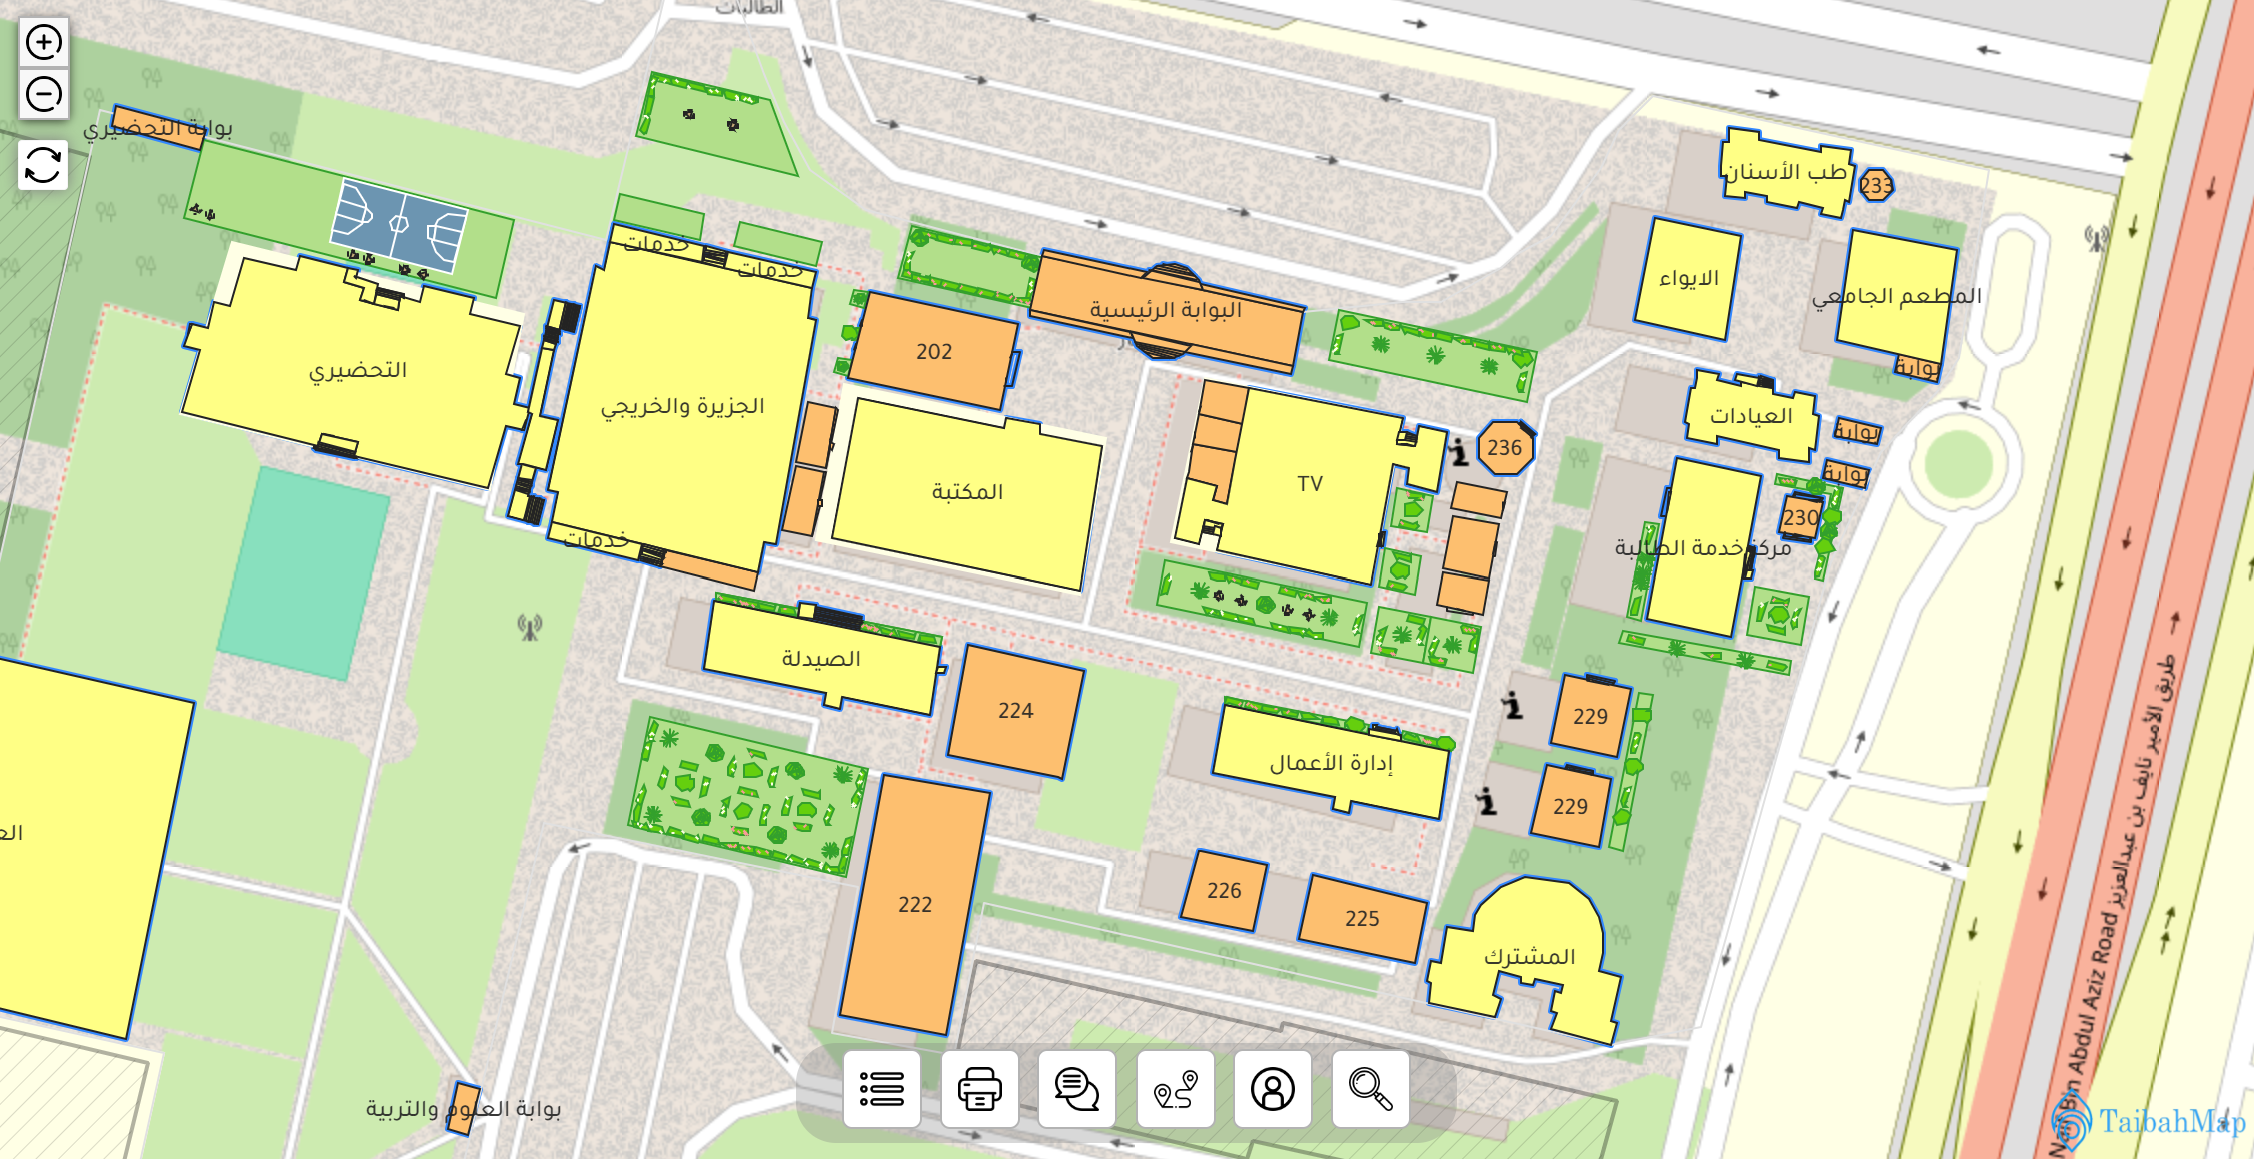 الطالبات
بوابة التحضيري
طب الأسنان
233
خدمات
خدمات
الايواء
المطعم الجامعي
البوابة الرئيسية
202
التحضيري
بوابة
الجزيرة والخريجي
العيادات
بوابة
236
بوابة
TV
المكتبة
230
خدمات
مركز خدمة الطالبة
الصيدلة
224
229
إدارة الأعمال
229
222
226
225
المشترك
بوابة العلوم والتربية
طريق الأمير نايف بن عبدالعزيز Bin Abdul Aziz Road
TaibahMap